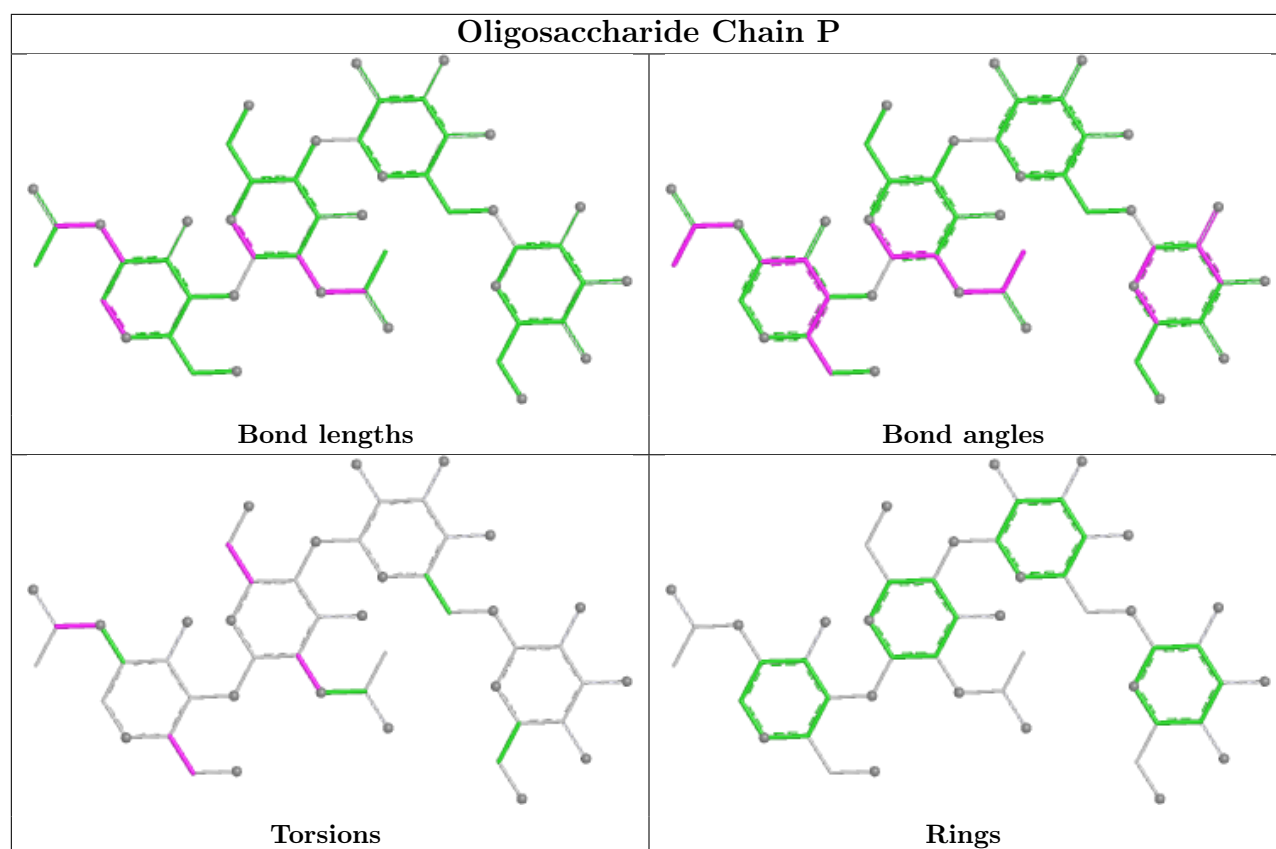 Oligosaccharide Chain P
Bond lengths
Bond angles
Torsions
Rings